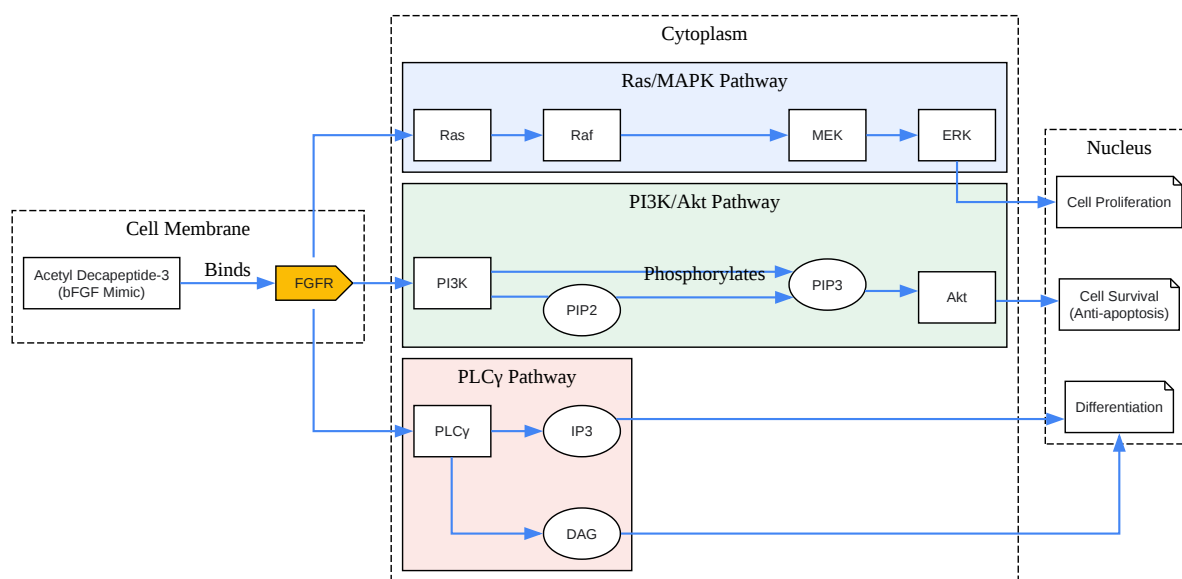 Cytoplasm
Ras/MAPK Pathway
Ras
Raf
MEK
ERK
Nucleus
Cell Proliferation
PI3K/Akt Pathway
Cell Membrane
Acetyl Decapeptide-3
(bFGF Mimic)
Binds
FGFR
PI3K
Phosphorylates
PIP2
PIP3
Akt
Cell Survival
(Anti-apoptosis)
PLCγ Pathway
PLCγ
IP3
Differentiation
DAG